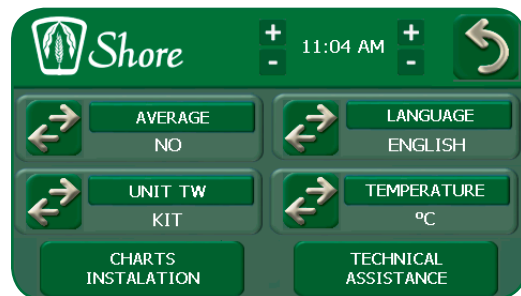 Shore
+ 11:04 AM +
- -
AVERAGE
NO
LANGUAGE
ENGLISH
UNIT TW
KIT
TEMPERATURE
ºC
CHARTS
INSTALATION
TECHNICAL
ASSISTANCE